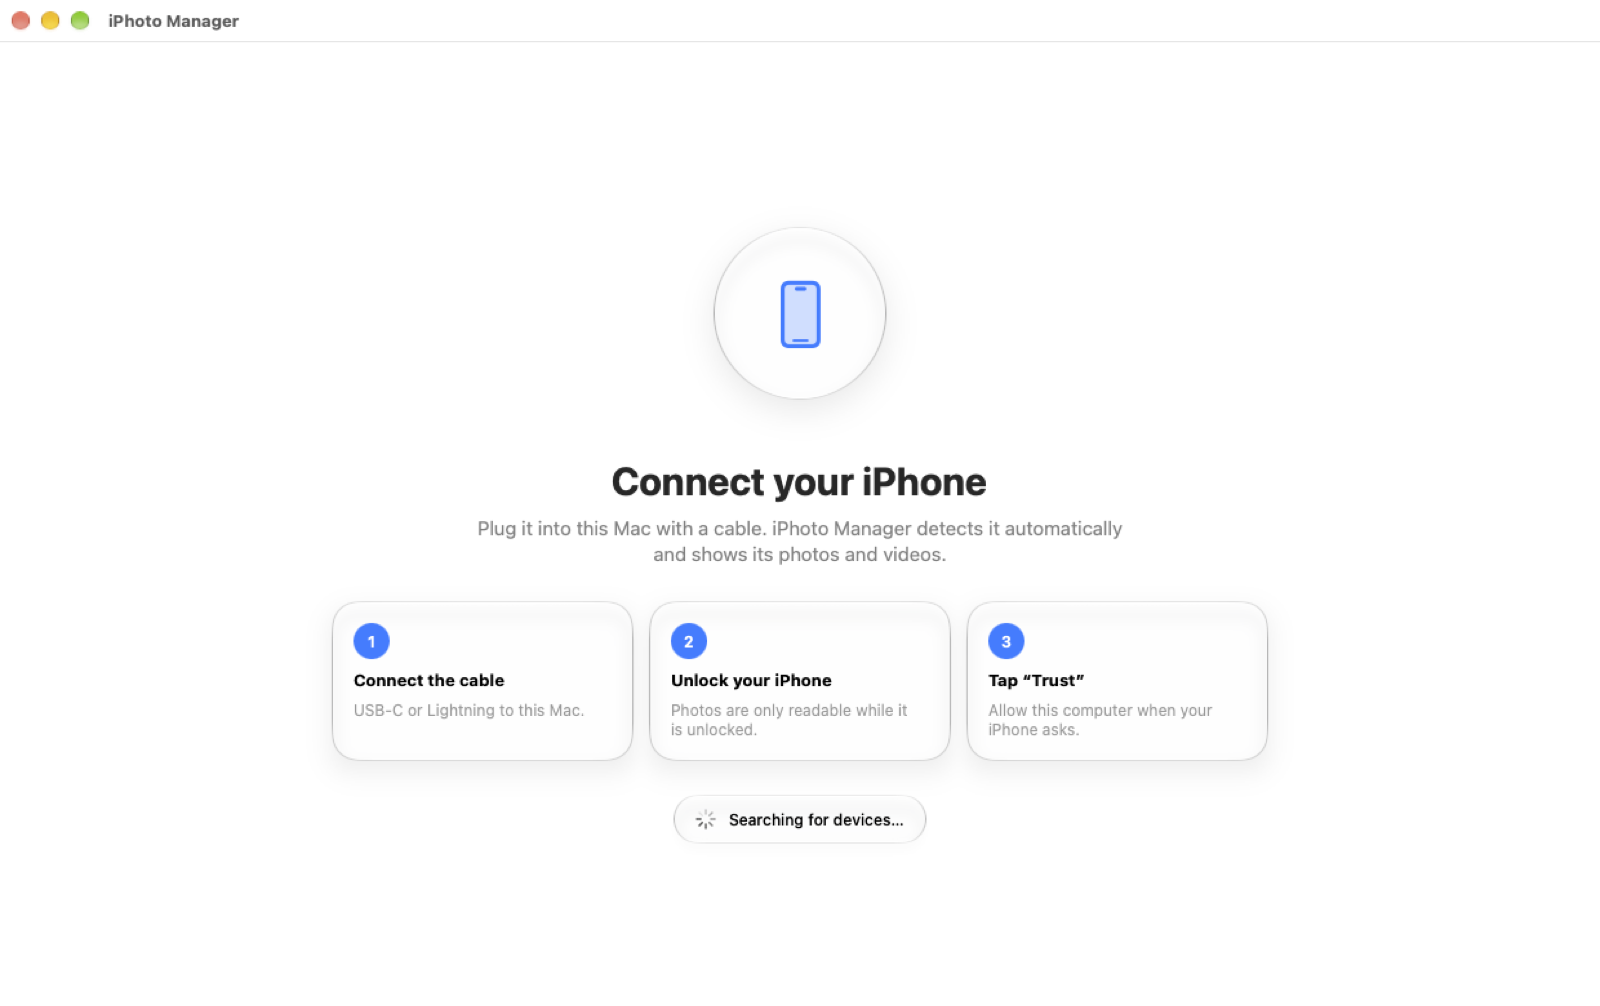 iPhoto Manager
Connect your iPhone
Plug it into this Mac with a cable. iPhoto Manager detects it automatically
and shows its photos and videos.
1
Connect the cable
USB-C or Lightning to this Mac.
2
Unlock your iPhone
Photos are only readable while it
is unlocked.
3
Tap “Trust”
Allow this computer when your
iPhone asks.
Searching for devices...